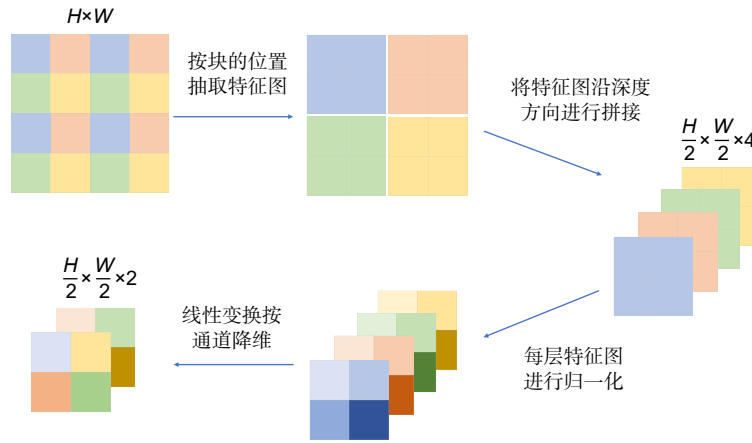 H×W
按块的位置
抽取特征图
将特征图沿深度
方向进行拼接
H/2 × W/2 ×4
每层特征图
进行归一化
线性变换按
通道降维
H/2 × W/2 ×2